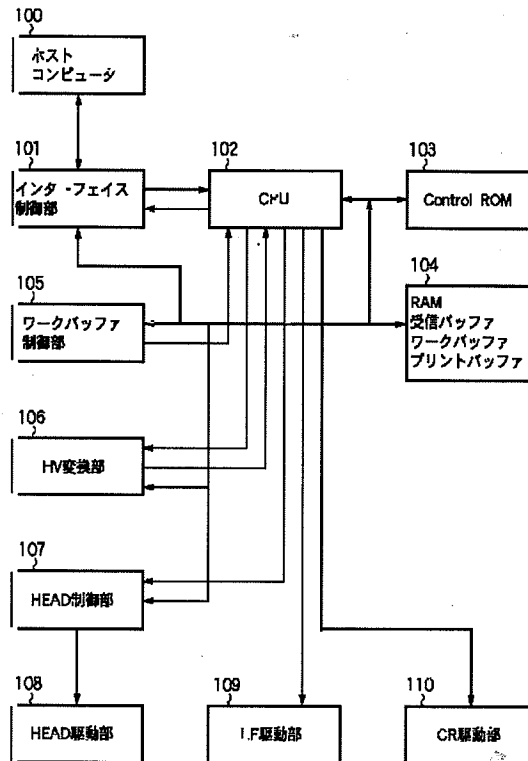 100
ホスト
コンピュータ
101
インターフェイス
制御部
102
CPU
103
Control ROM
104
RAM
受信バッファ
ワークバッファ
プリントバッファ
105
ワークバッファ
制御部
106
HV変換部
107
HEAD制御部
108
HEAD駆動部
109
LF駆動部
110
CR駆動部